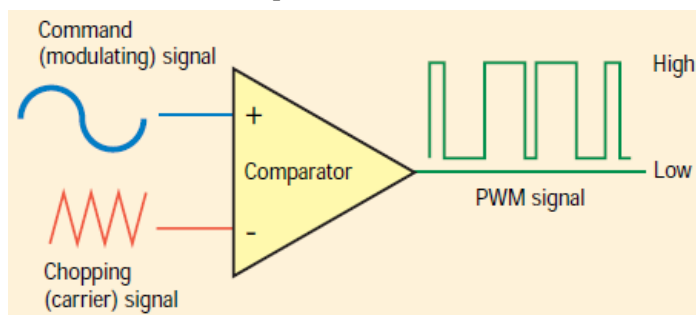 Command
(modulating) signal
+
Comparator
-
Chopping
(carrier) signal
High
Low
PWM signal